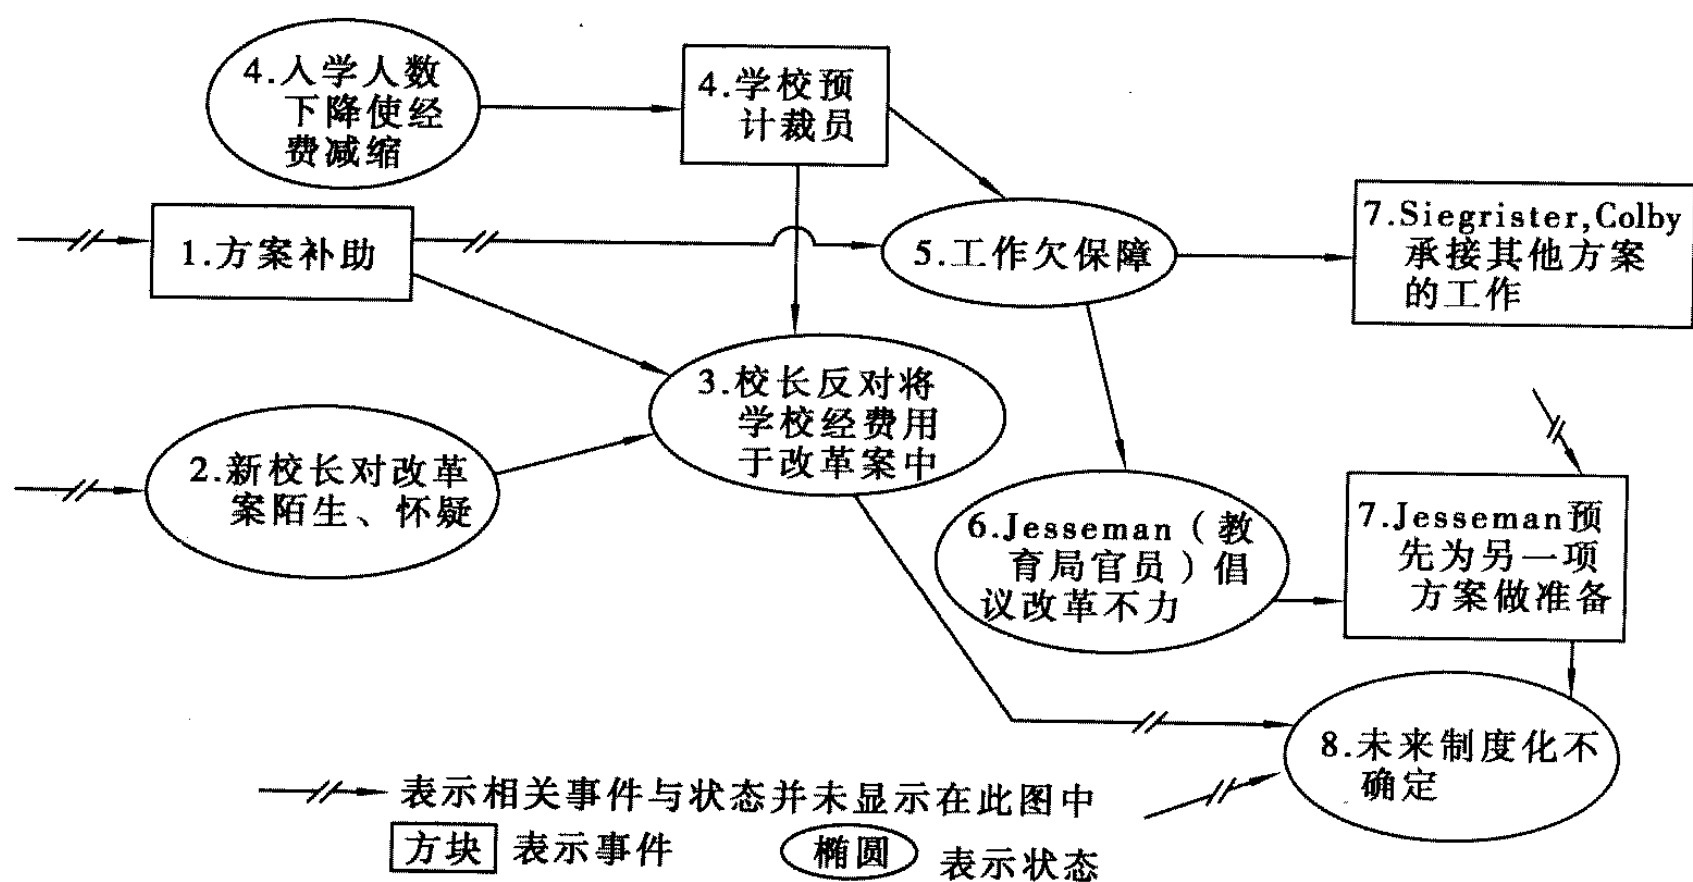 4.入学人数
下降使经
费减缩
4.学校预
计裁员
1.方案补助
5.工作欠保障
7.Siegrister,Colby
承接其他方案
的工作
3.校长反对将
学校经费用
于改革案中
2.新校长对改革
案陌生、怀疑
6.Jesseman(教
育局官员)倡
议改革不力
7.Jesseman预
先为另一项
方案做准备
8.未来制度化不
确定
表示相关事件与状态并未显示在此图中
方块 表示事件
椭圆 表示状态